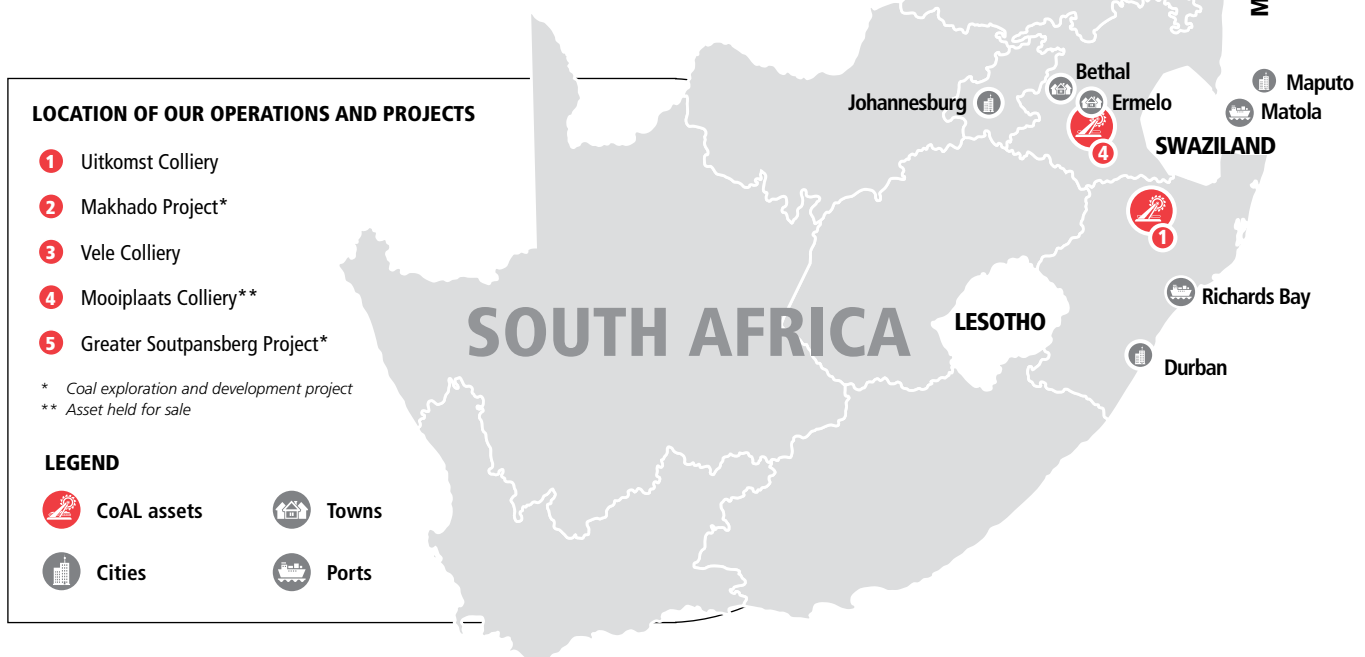 LOCATION OF OUR OPERATIONS AND PROJECTS
1 Uitkomst Colliery
2 Makhado Project*
3 Vele Colliery
4 Mooiplaats Colliery**
5 Greater Soutpansberg Project*
* Coal exploration and development project
** Asset held for sale
LEGEND
CoAL assets
Towns
Cities
Ports
M
Bethal
Maputo
Johannesburg
Ermelo
Matola
4
SWAZILAND
1
Richards Bay
SOUTH AFRICA
LESOTHO
Durban